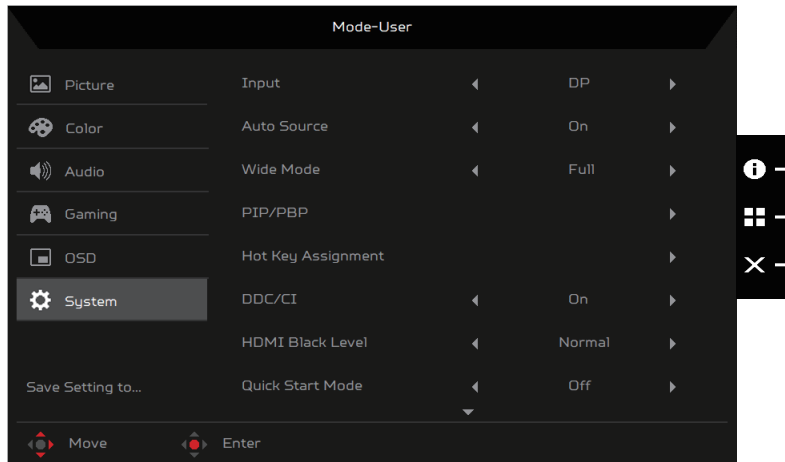 Mode-User
Picture
Input DP
Color
Auto Source On
Audio
Wide Mode Full
Gaming
PIP/PBP
OSD
Hot Key Assignment
System
DDC/CI On
HDMI Black Level Normal
Save Setting to...
Quick Start Mode Off
Move Enter